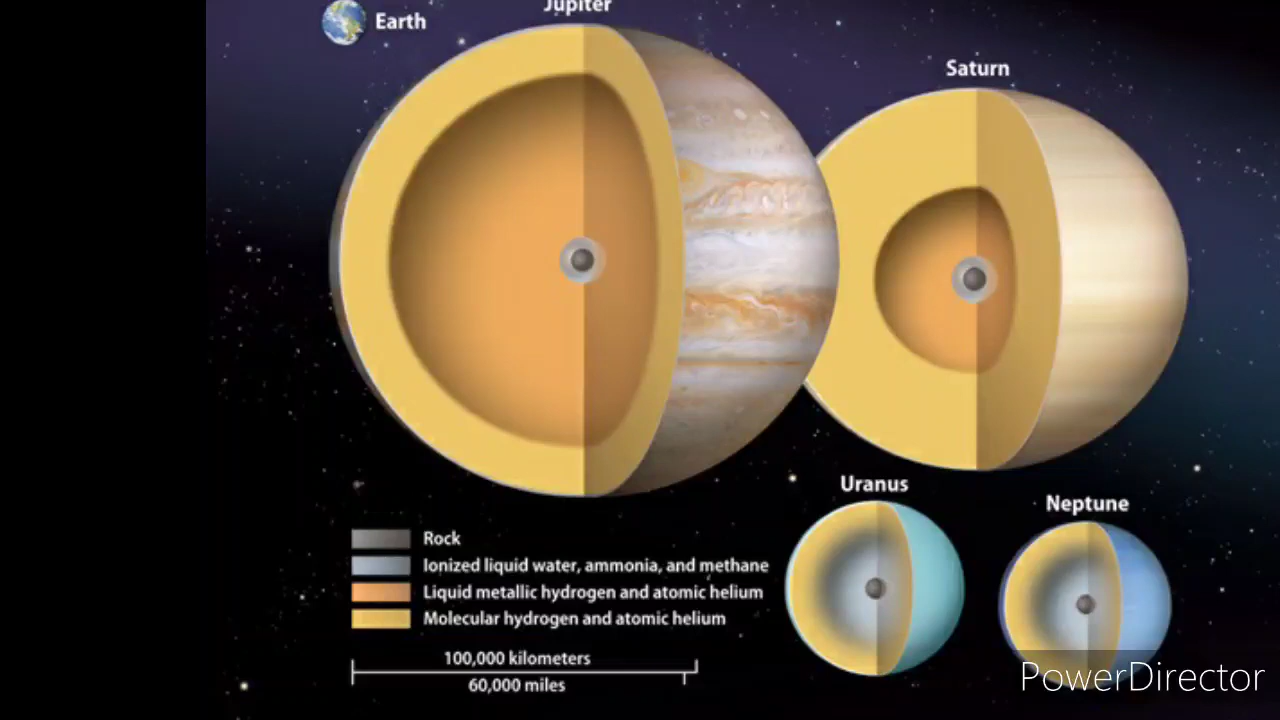 Jupiter
Earth
Saturn
Uranus
Neptune
Rock
Ionized liquid water, ammonia, and methane
Liquid metallic hydrogen and atomic helium
Molecular hydrogen and atomic helium
100,000 kilometers
60,000 miles
PowerDirector